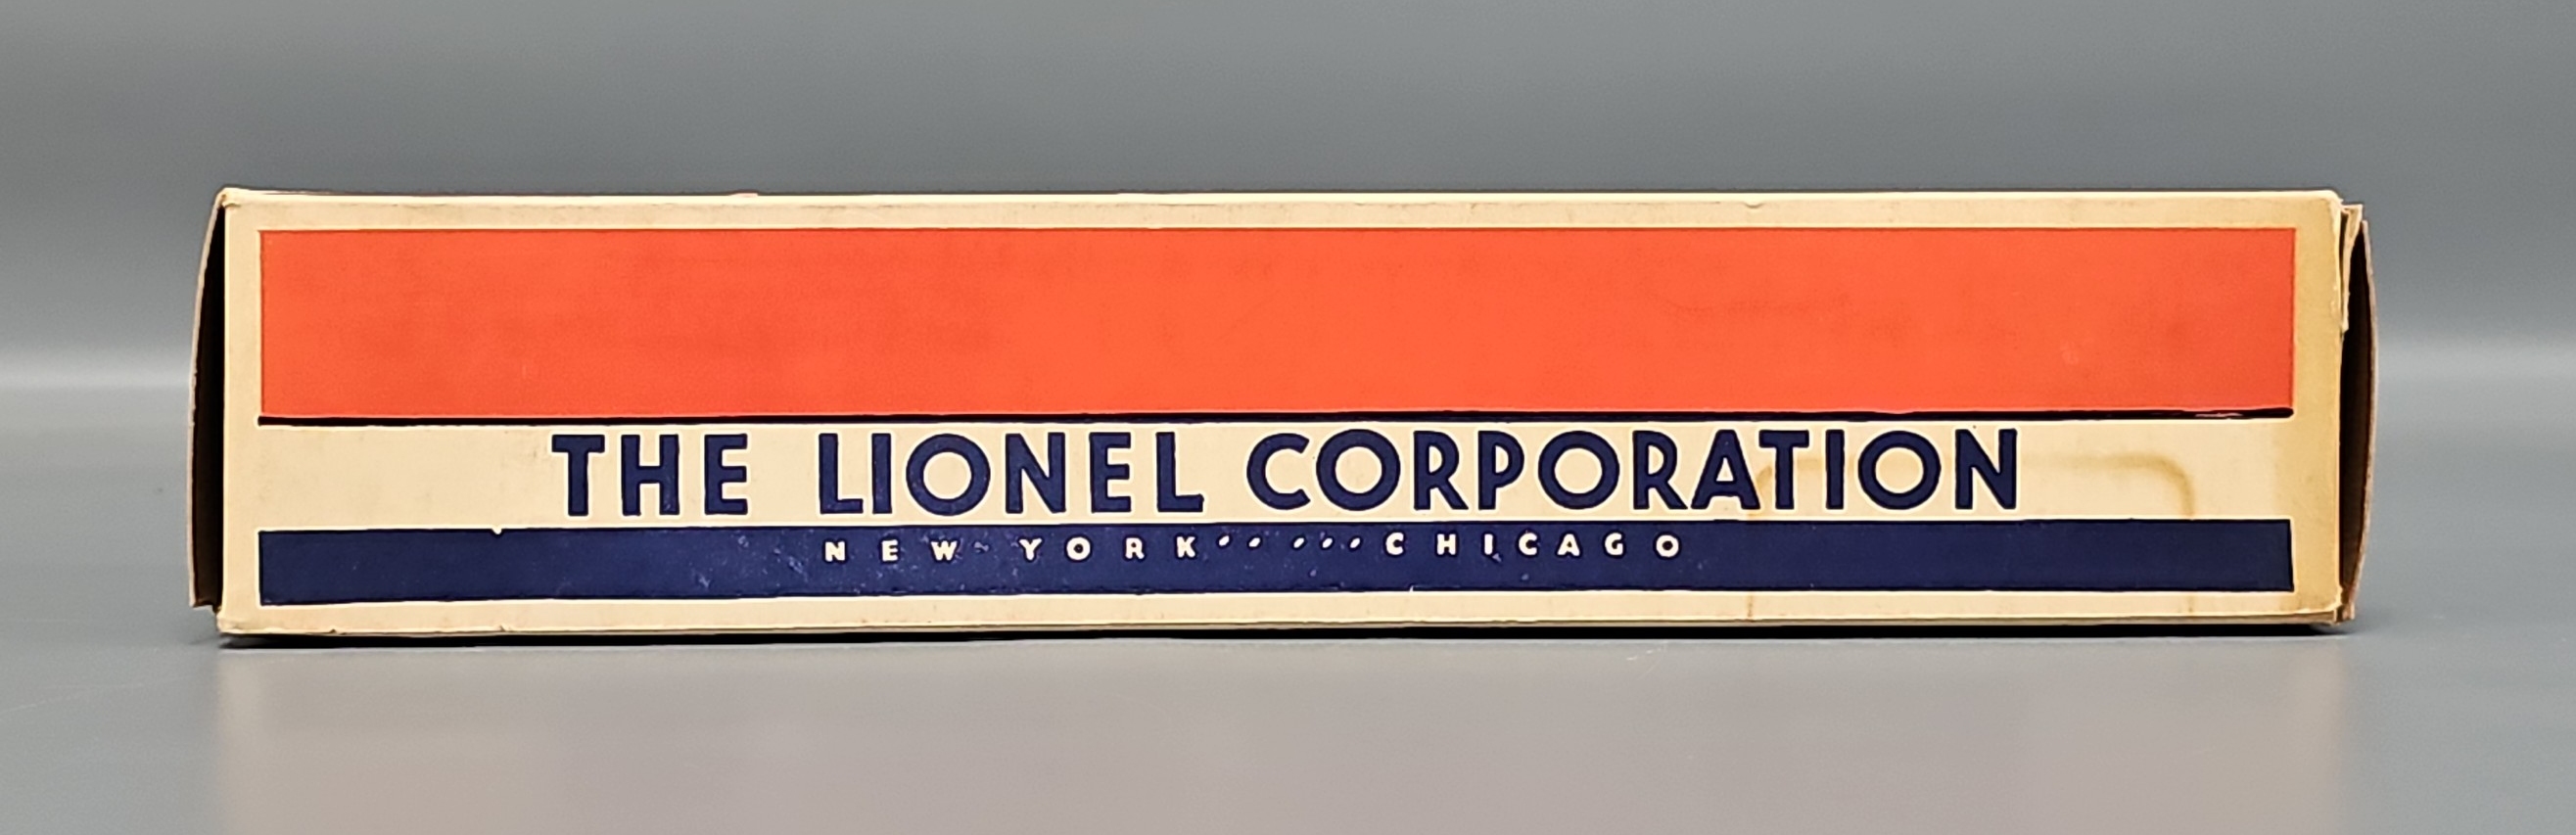 THE LIONEL CORPORATION
NEW YORK·· ···CHICAGO